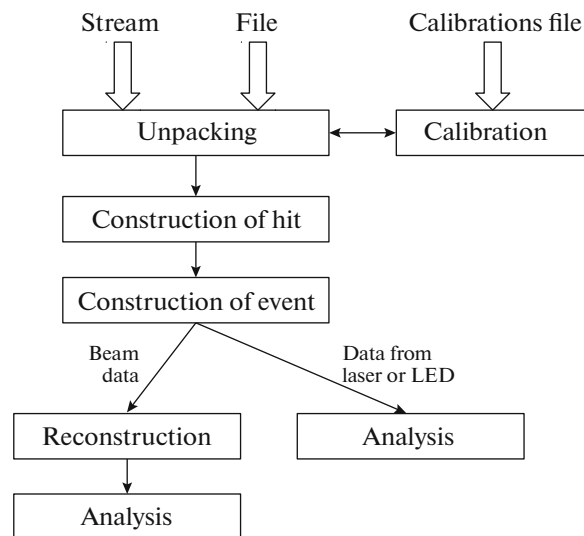 Stream
File
Calibrations file
Unpacking
Calibration
Construction of hit
Construction of event
Beam
data
Data from
laser or LED
Reconstruction
Analysis
Analysis